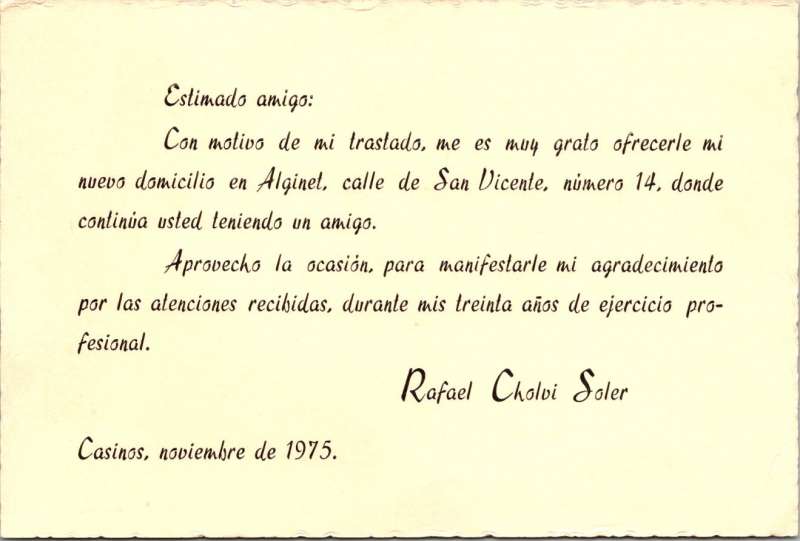 Estimado amigo:
Con motivo de mi trastado, me es muy grato ofrecerle mi
nuevo domicilio en Alginet, calle de San Vicente, número 14, donde
continúa usted teniendo un amigo.
Aprovecho la ocasión, para manifestarle mi agradecimiento
por las atenciones recibidas, durante mis treinta años de ejercicio pro-
fesional.
Rafael Cholvi Soler
Casinos, noviembre de 1975.